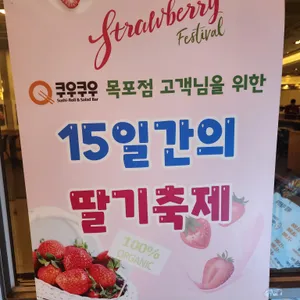 Strawberry
Festival
쿠우쿠우 목포점 고객님을 위한
Sushi Roll & Salad Bar
15일간의
딸기축제
100%
ORGANIC